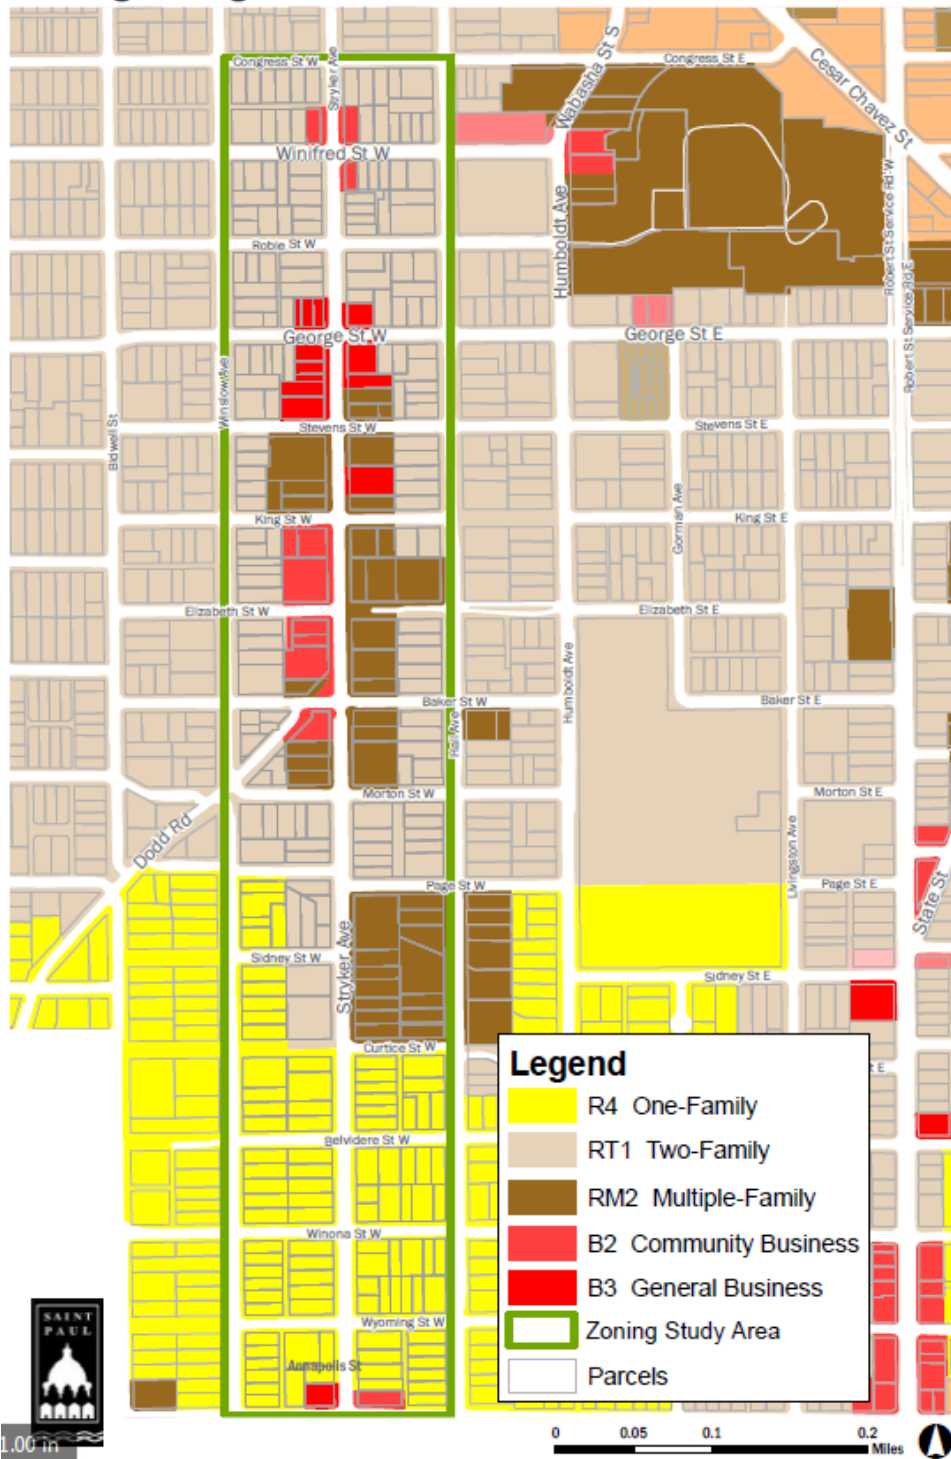 Congress St W
Congress St E
Stryker Ave
Wabasha St S
Cesar Chavez St
Winifred St W
Robie St W
Humboldt Ave
Robert St Service Rd W
Robert St Service Rd E
George St W
George St E
Winslow Ave
Bidwell St
Stevens St W
Stevens St E
King St W
Gorman Ave
King St E
Elizabeth St W
Elizabeth St E
Humboldt Ave
Baker St W
Baker St E
Hall Ave
Morton St W
Morton St E
Dodd Rd
Livingston Ave
Page St W
Page St E
State St
Stryker Ave
Sidney St W
Sidney St E
Curtice St W
Belvidere St W
Winona St W
Wyoming St W
Annapolis St
Legend
R4 One-Family
RT1 Two-Family
RM2 Multiple-Family
B2 Community Business
B3 General Business
Zoning Study Area
Parcels
t E
SAINT
PAUL
1.00 in
0 0.05 0.1 0.2
Miles